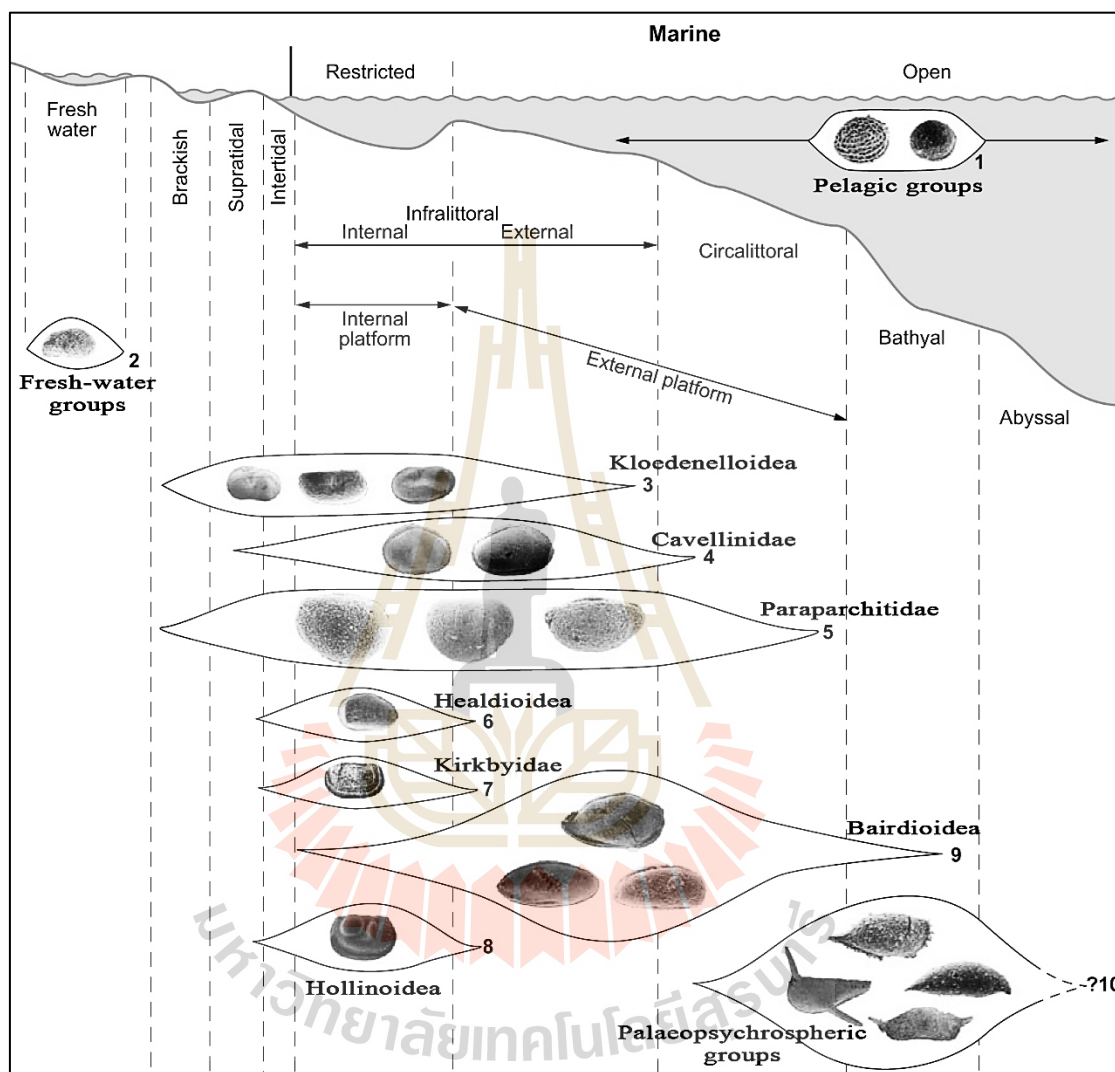 Marine
Restricted
Open
Fresh
water
Brackish
Supratidal
Intertidal
1
Pelagic groups
Infralittoral
Internal
External
Circalittoral
Internal
platform
External platform
Bathyal
Abyssal
2
Fresh-water
groups
Kloedenelloidea
3
Cavellinidae
4
Paraparchitidae
5
Healdioidea
6
Kirkbyidae
7
Bairdioidea
9
8
Hollinoidea
?10
Palaeopsychrospheric
groups
มหาวิทยาลัยเทคโนโลยีสุรนารี